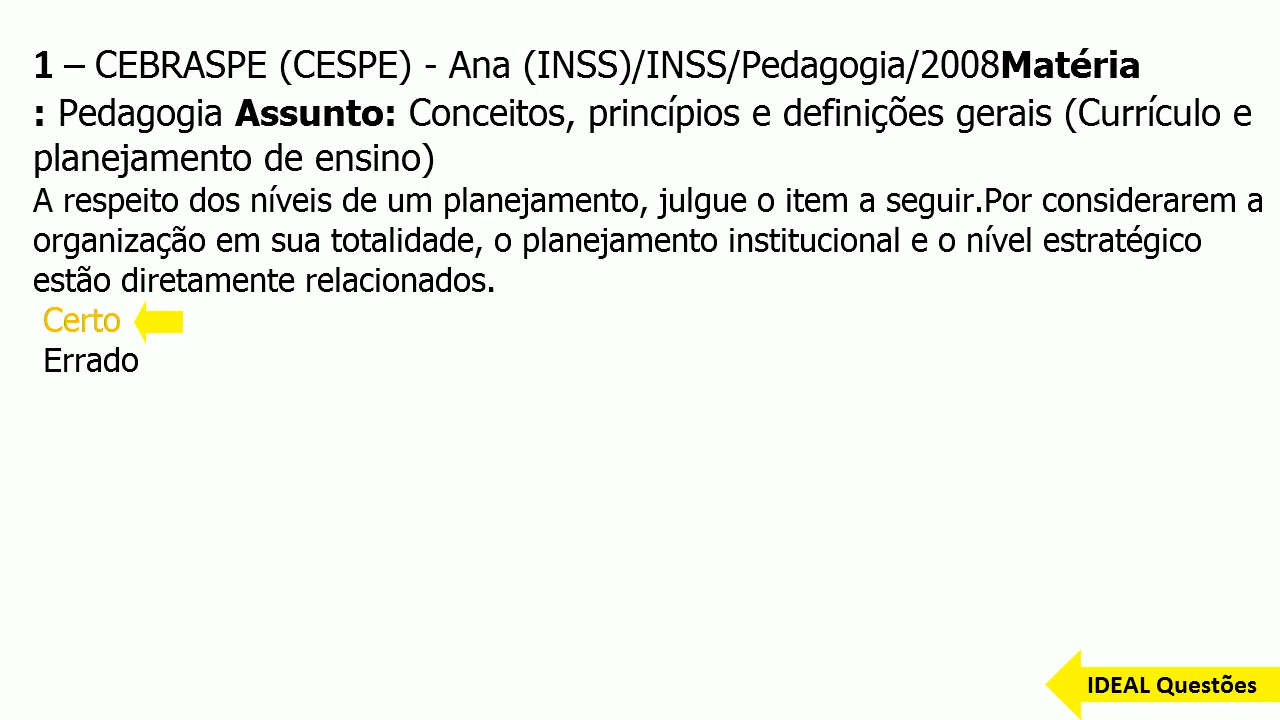 1 – CEBRASPE (CESPE) - Ana (INSS)/INSS/Pedagogia/2008Matéria
: Pedagogia Assunto: Conceitos, princípios e definições gerais (Currículo e
planejamento de ensino)
A respeito dos níveis de um planejamento, julgue o item a seguir.Por considerarem a
organização em sua totalidade, o planejamento institucional e o nível estratégico
estão diretamente relacionados.
Certo
Errado
IDEAL Questões